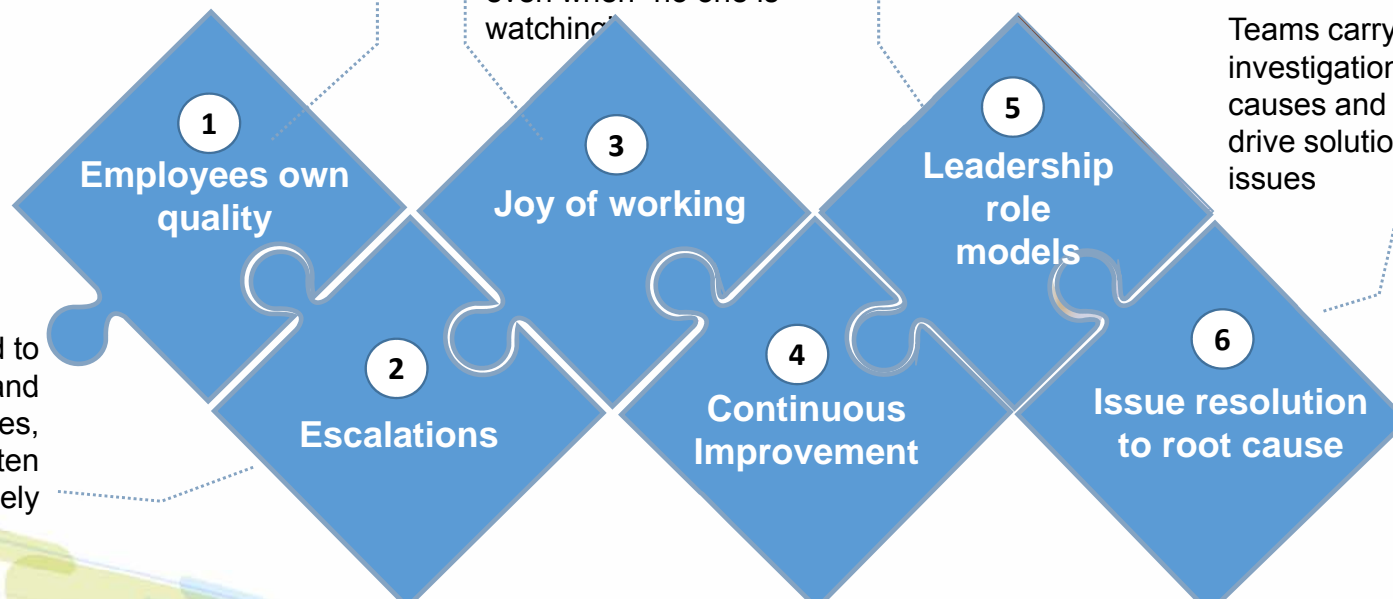 watching'
Teams carry
investigation
causes and
drive solutio
issues
1
Employees own
quality
3
Joy of working
5
Leadership
role
models
d to
and
es,
ten
ely
2
Escalations
4
Continuous
Improvement
6
Issue resolution
to root cause